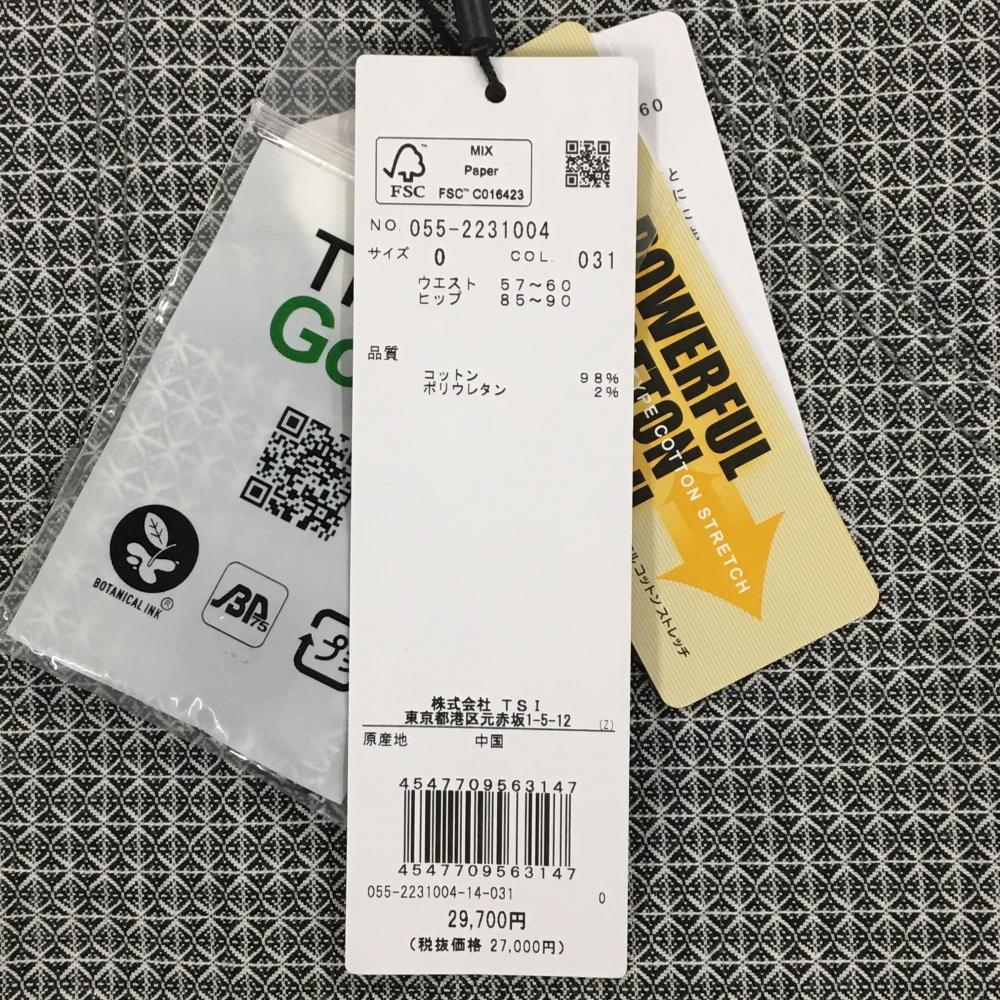 MIX
Paper
FSC™ C016423
FSC
NO. 055-2231004
サイズ 0 COL. 031
ウエスト 57~60
ヒップ 85~90
品質
コットン 98%
ポリウレタン 2%
株式会社 TSI
東京都港区元赤坂1-5-12 (Z)
原産地 中国
4547709563147
4547709563147
055-2231004-14-031 0
29,700円
(税抜価格 27,000円)
BOTANICAL INK®
75
プラ
60
POWERFUL
COTTON STRETCH
コットン ストレッチ